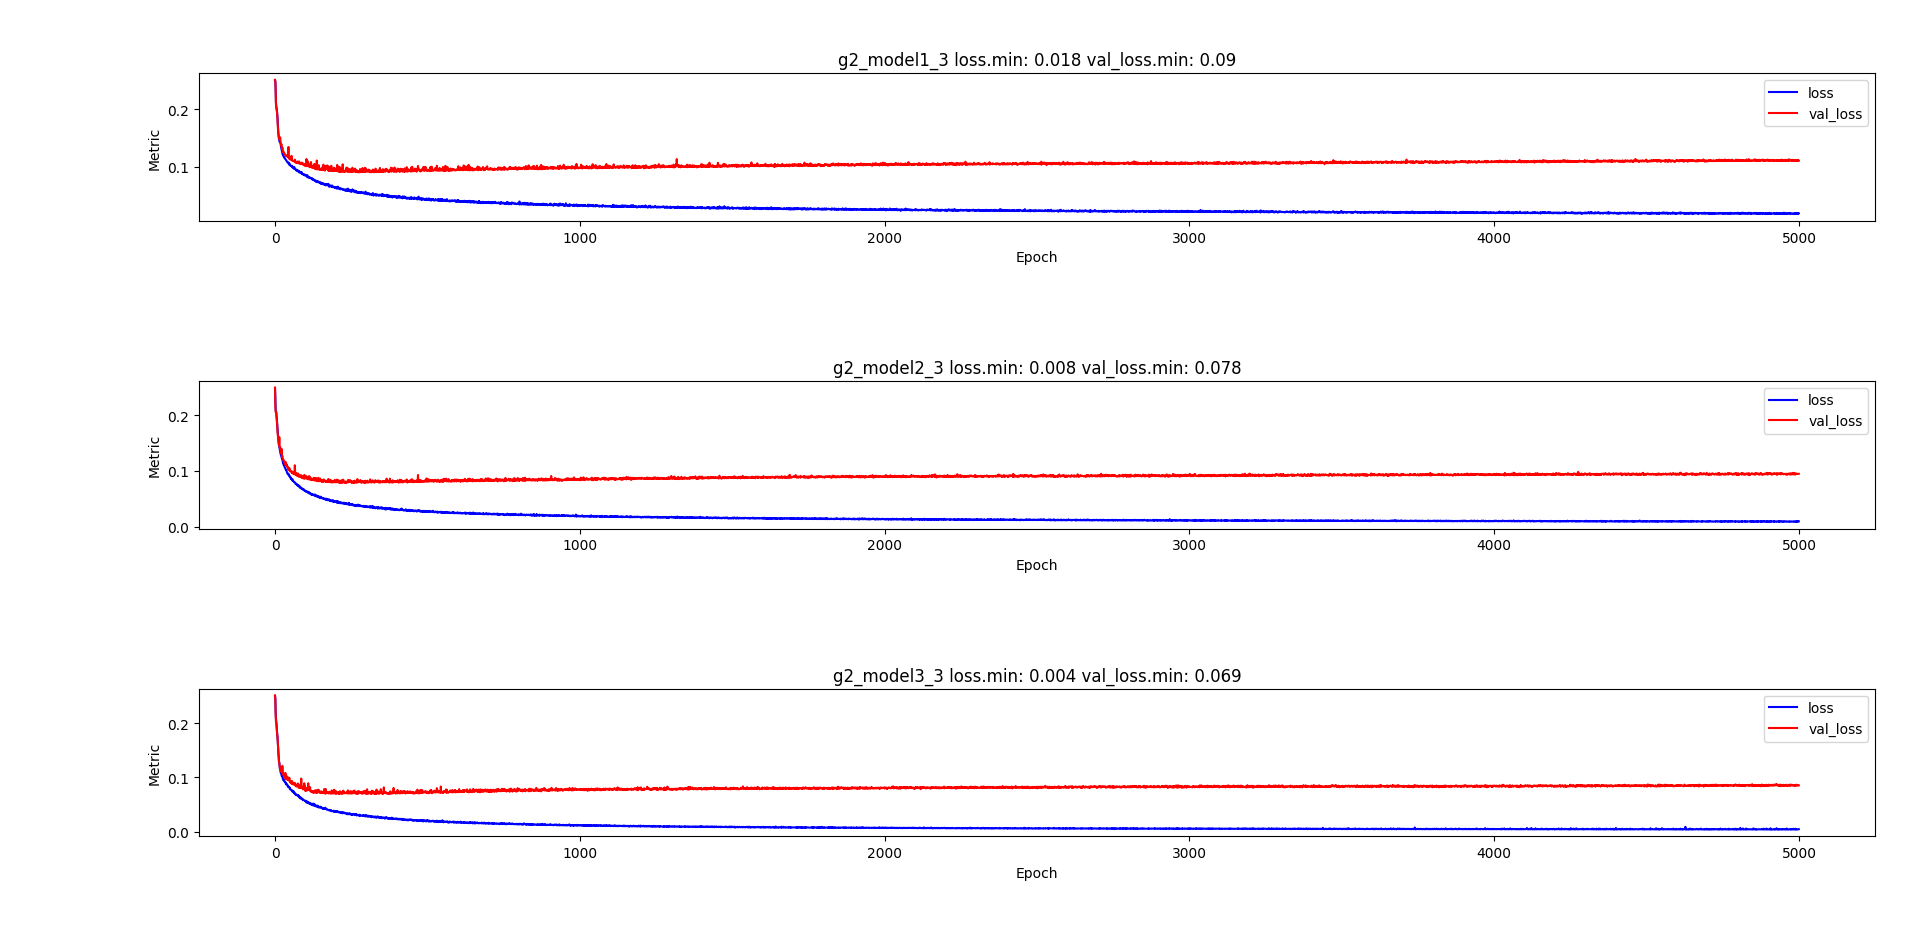 g2_model1_3 loss.min: 0.018 val_loss.min: 0.09
loss
val_loss
Metric
0.2
0.1
0 1000 2000 3000 4000 5000
Epoch
g2_model2_3 loss.min: 0.008 val_loss.min: 0.078
loss
val_loss
Metric
0.2
0.1
0.0
0 1000 2000 3000 4000 5000
Epoch
g2_model3_3 loss.min: 0.004 val_loss.min: 0.069
loss
val_loss
Metric
0.2
0.1
0.0
0 1000 2000 3000 4000 5000
Epoch